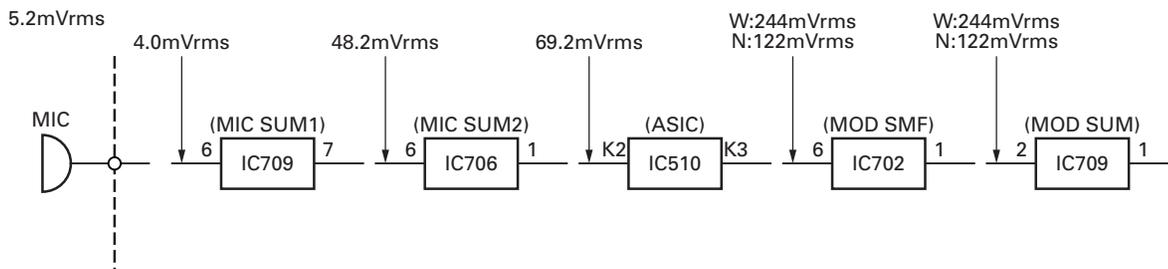 5.2mVrms
4.0mVrms
48.2mVrms
69.2mVrms
W:244mVrms
N:122mVrms
W:244mVrms
N:122mVrms
MIC
(MIC SUM1)
6 IC709 7
(MIC SUM2)
6 IC706 1
(ASIC)
K2 IC510 K3
(MOD SMF)
6 IC702 1
(MOD SUM)
2 IC709 1